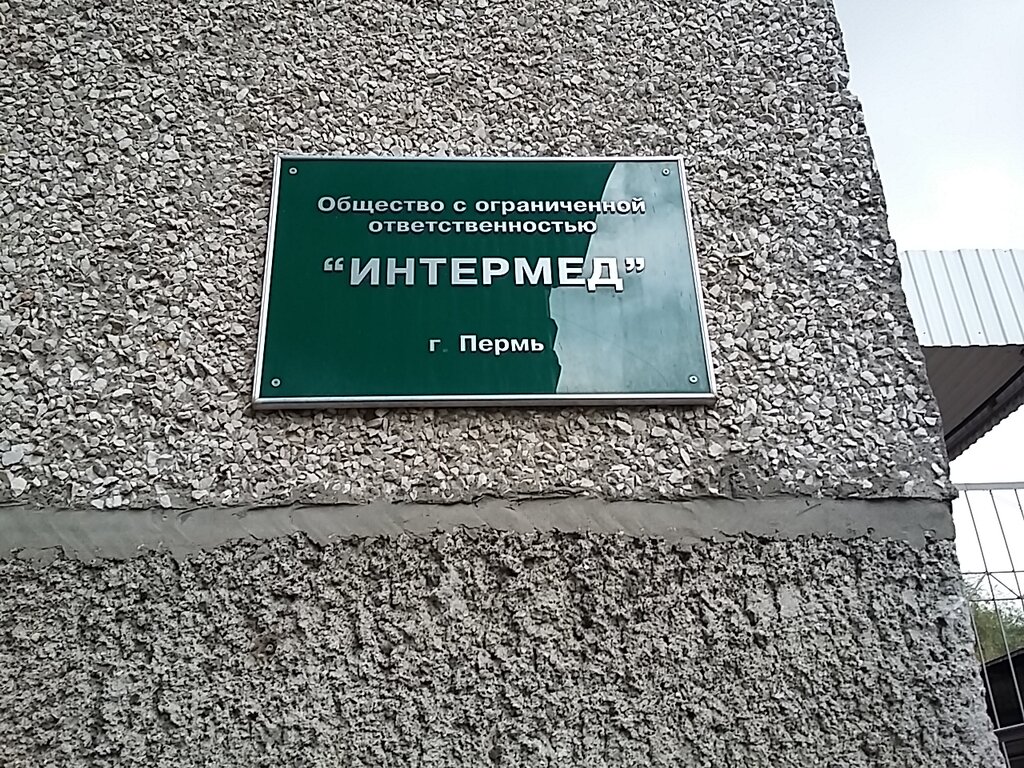 Общество с ограниченной
ответственностью
“ИНТЕРМЕД”
г. Пермь